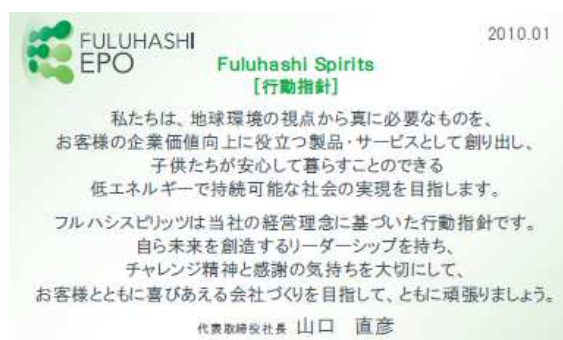 FULUHASHI
EPO
2010.01
Fuluhashi Spirits
[行動指針]
私たちは、地球環境の視点から真に必要なものを、
お客様の企業価値向上に役立つ製品・サービスとして創り出し、
子供たちが安心して暮らすことのできる
低エネルギーで持続可能な社会の実現を目指します。
フルハシスピリッツは当社の経営理念に基づいた行動指針です。
自ら未来を創造するリーダーシップを持ち、
チャレンジ精神と感謝の気持ちを大切にして、
お客様とともに喜びあえる会社づくりを目指して、ともに頑張りましょう。
代表取締役社長 山口 直彦